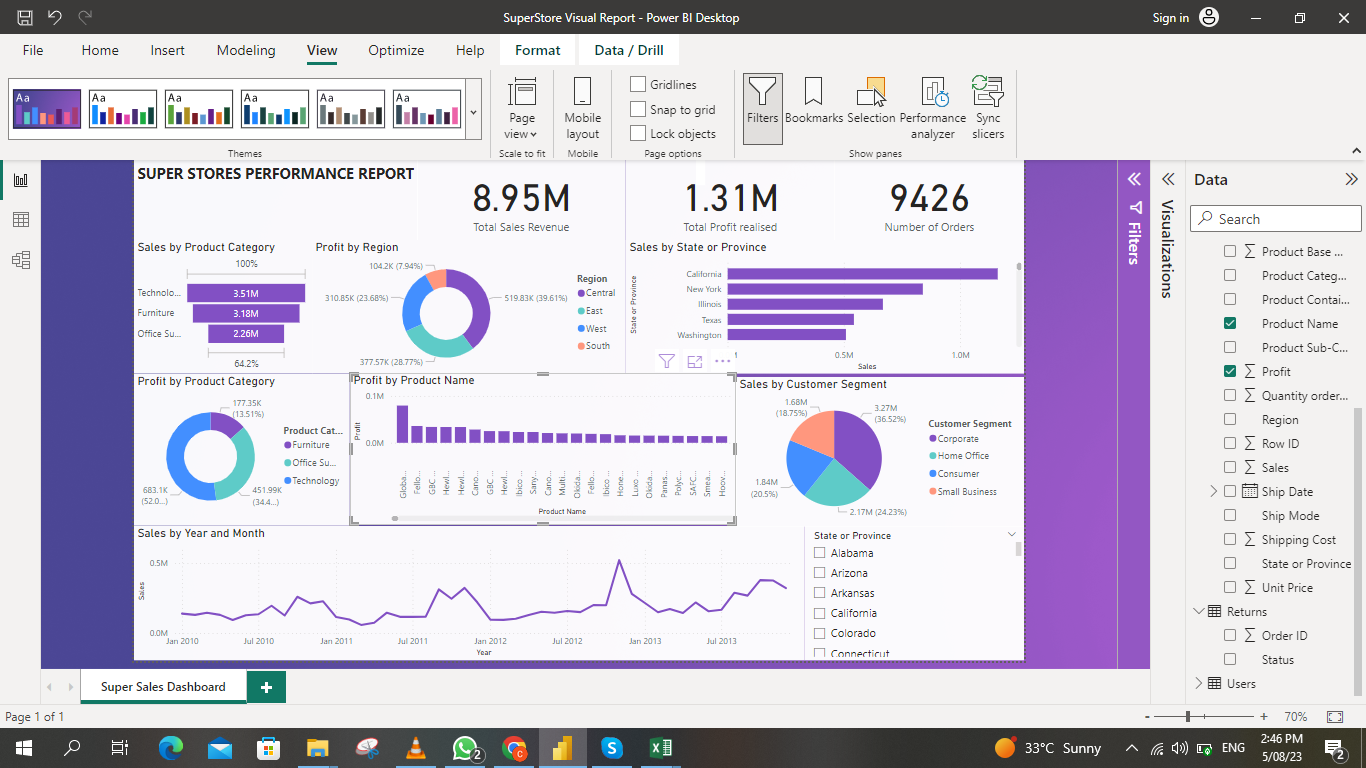 SuperStore Visual Report - Power BI Desktop
Sign in
File Home Insert Modeling View Optimize Help Format Data / Drill
Aa Aa Aa Aa Aa Aa
Themes
Page view
Scale to fit
Mobile layout
Mobile
Gridlines
Snap to grid
Lock objects
Page options
Filters
Bookmarks
Selection
Performance analyzer
Sync slicers
Show panes
SUPER STORES PERFORMANCE REPORT
8.95M
Total Sales Revenue
1.31M
Total Profit realised
9426
Number of Orders
Sales by Product Category
100%
Technolo... 3.51M
Furniture 3.18M
Office Su... 2.26M
64.2%
Profit by Region
104.2K (7.94%)
310.85K (23.68%)
519.83K (39.61%)
377.57K (28.77%)
Region
Central
East
West
South
Sales by State or Province
State or Province
California
New York
Illinois
Texas
Washington
0.5M 1.0M
Sales
Profit by Product Category
177.35K
(13.51%)
683.1K
(52.0...)
451.99K
(34.4...)
Product Cat...
Furniture
Office Su...
Technology
Profit by Product Name
0.1M
0.0M
Profit
Globa... Fello... GBC... Hewl... Hewl... Cano... GBC... Hewl... Ibico... Sany... Cano... Multi... Okida... Fello... Ibico... Hone... Luxo... Okida... Panas... Polyc... SAFC... Smea... Hoov...
Product Name
Sales by Customer Segment
1.68M
(18.75%)
3.27M
(36.52%)
1.84M
(20.5%)
2.17M (24.23%)
Customer Segment
Corporate
Home Office
Consumer
Small Business
Sales by Year and Month
0.5M
0.0M
Sales
Jan 2010 Jul 2010 Jan 2011 Jul 2011 Jan 2012 Jul 2012 Jan 2013 Jul 2013
Year
State or Province
Alabama
Arizona
Arkansas
California
Colorado
Connecticut
Filters
Visualizations
Data
Search
Product Base ...
Product Categ...
Product Contai...
Product Name
Product Sub-C...
Profit
Quantity order...
Region
Row ID
Sales
Ship Date
Ship Mode
Shipping Cost
State or Province
Unit Price
Returns
Order ID
Status
Users
Super Sales Dashboard
Page 1 of 1
- + 70%
2
33°C Sunny
ENG
2:46 PM
5/08/23
2